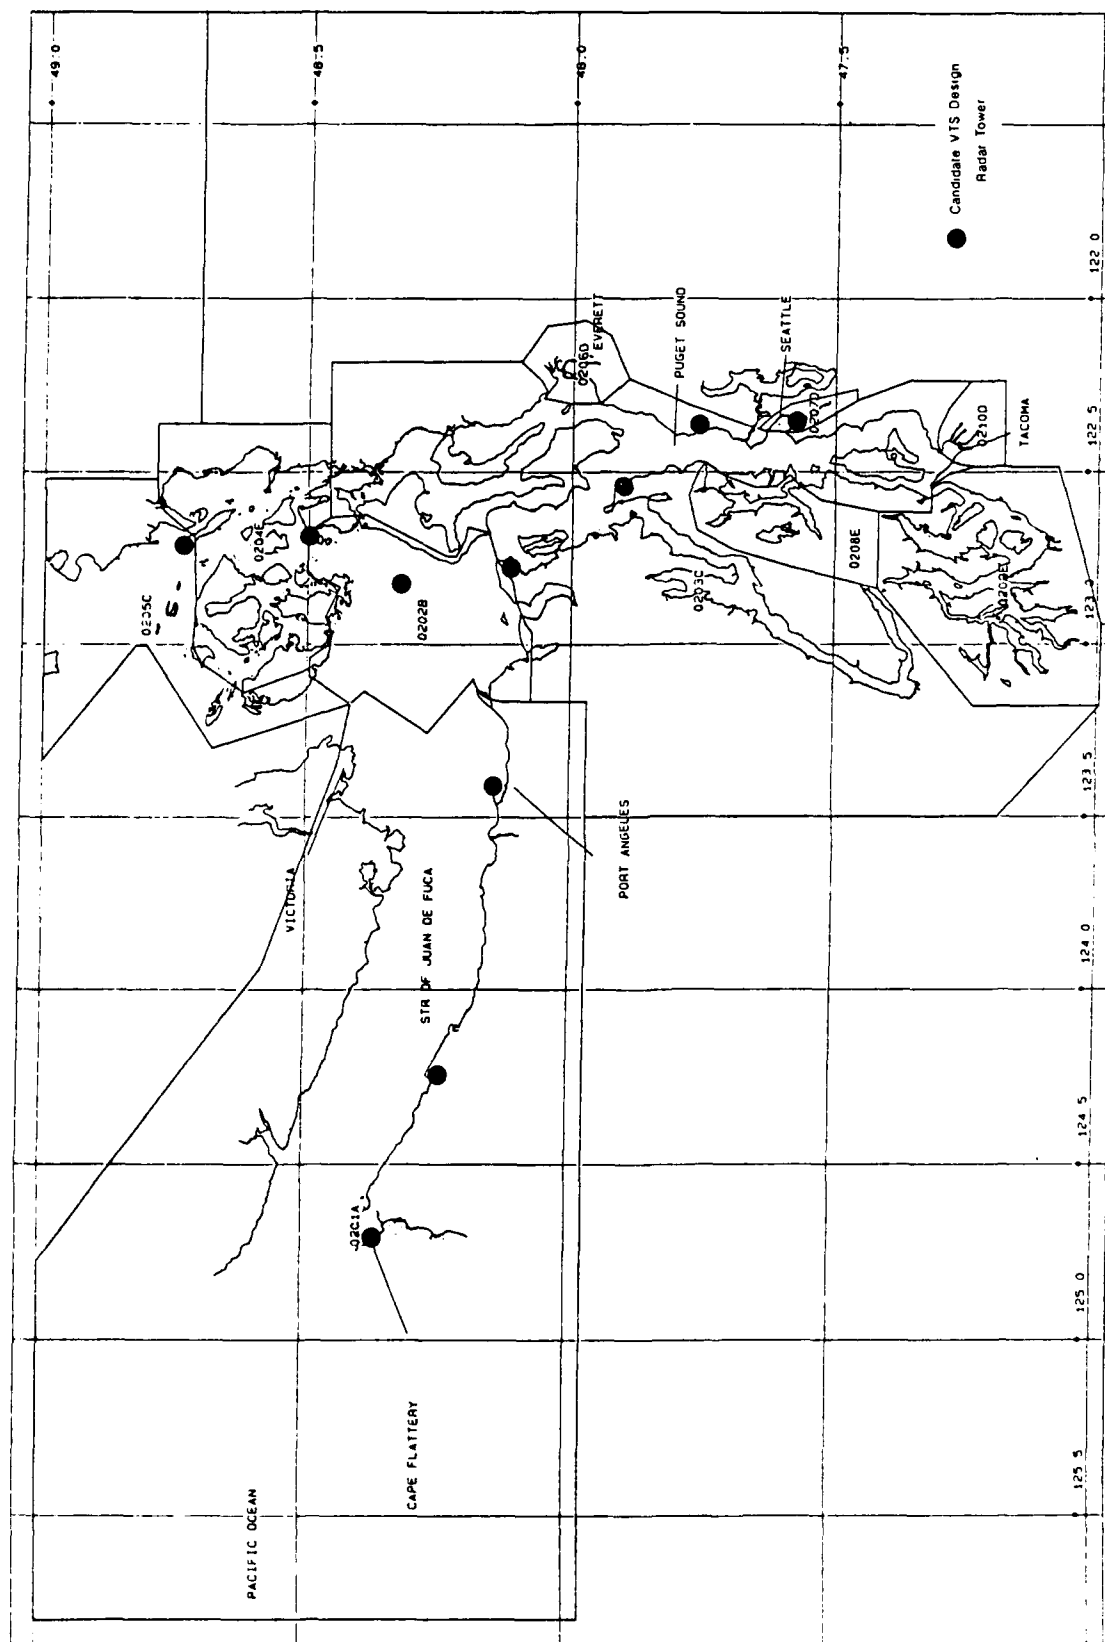 49.0
48.5
48.0
47.5
Candidate VTS Design
Radar Tower
122 0
122.5
123.0
123 5
124 0
124 5
125 0
125 5
EVERETT
0206D
PUGET SOUND
SEATTLE
0207D
0210D
TACOMA
0204E
0205C
0202B
0203C
0208E
0209E
VICTORIA
STR OF JUAN DE FUCA
PORT ANGELES
0201A
CAPE FLATTERY
PACIFIC OCEAN